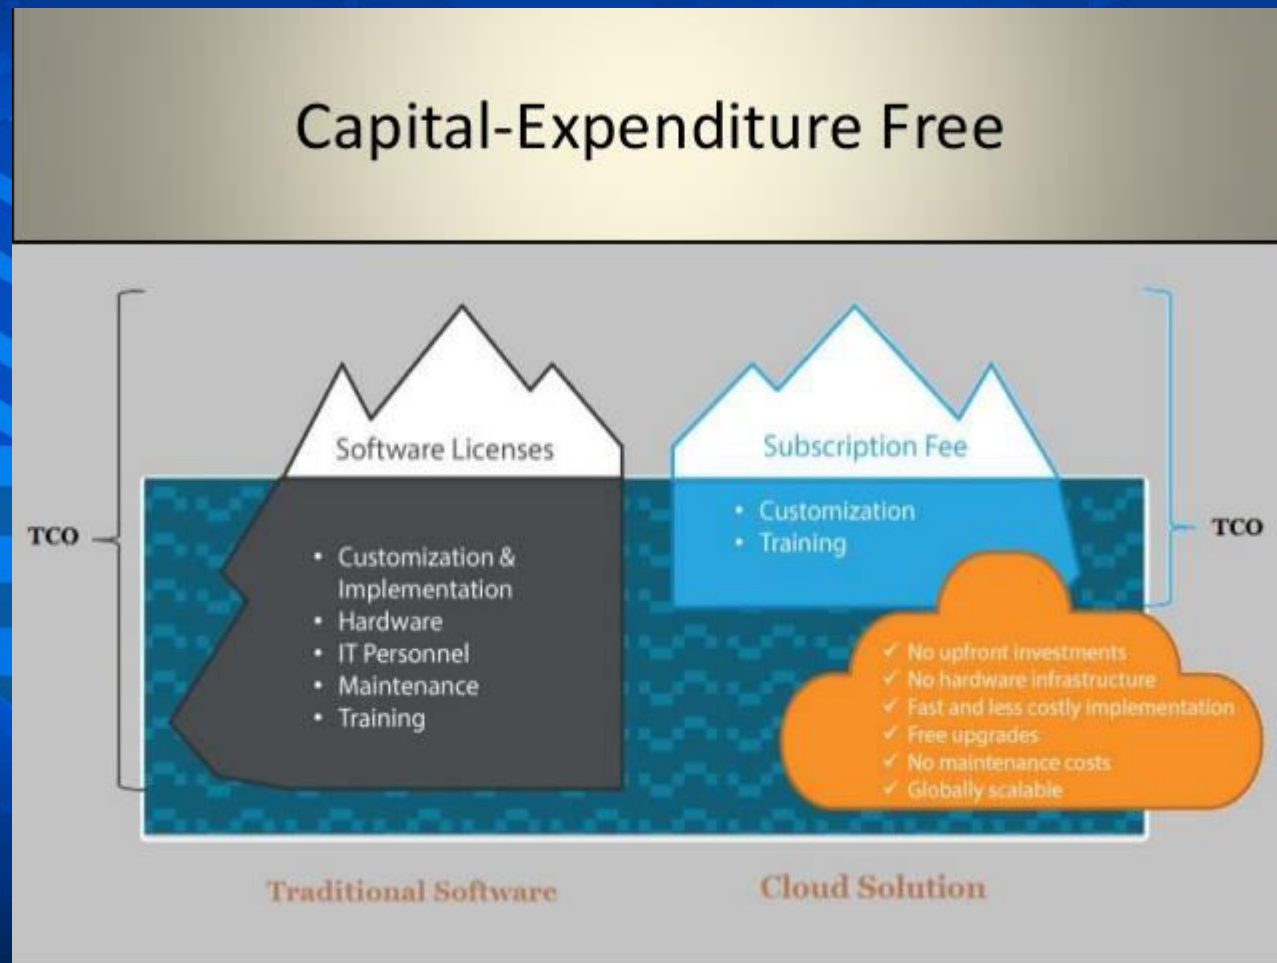 Capital-Expenditure Free
TCO
Software Licenses
• Customization &
Implementation
• Hardware
• IT Personnel
• Maintenance
• Training
Subscription Fee
• Customization
• Training
TCO
✓ No upfront investments
✓ No hardware infrastructure
✓ Fast and less costly implementation
✓ Free upgrades
✓ No maintenance costs
✓ Globally scalable
Traditional Software
Cloud Solution